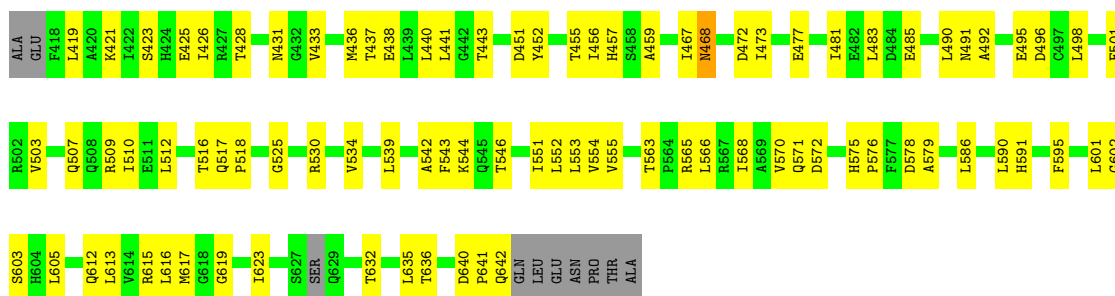 ALA GLU F418 L419 A420 K421 I422 S423 H424 E425 I426 R427 T428 N431 G432 V433 M436 T437 E438 L439 L440 L441 G442 T443 D451 Y452 T455 I456 H457 S458 A459 I467 N468 D472 I473 E477 I481 E482 L483 D484 E485 L490 N491 A492 E495 D496 C497 L498
R502 V503 Q507 Q508 R509 I510 E511 L512 T516 Q517 P518 G525 R530 V534 L539 A542 F543 K544 Q545 T546 I551 L552 L553 V554 V555 T563 P564 R565 L566 R567 I568 A569 V570 Q571 D572 H575 P576 F577 D578 A579 L586 L590 H591 F595 L601
S603 H604 L605 Q612 L613 V614 R615 L616 M617 G618 G619 I623 S627 SER Q629 T632 L635 T636 D640 P641 Q642 GLN LEU GLU ASN PRO THR ALA